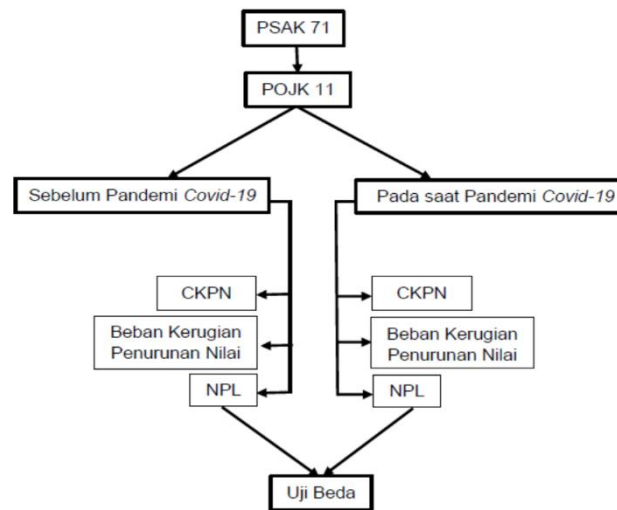 PSAK 71
POJK 11
Sebelum Pandemi Covid-19
Pada saat Pandemi Covid-19
CKPN
Beban Kerugian
Penurunan Nilai
NPL
CKPN
Beban Kerugian
Penurunan Nilai
NPL
Uji Beda